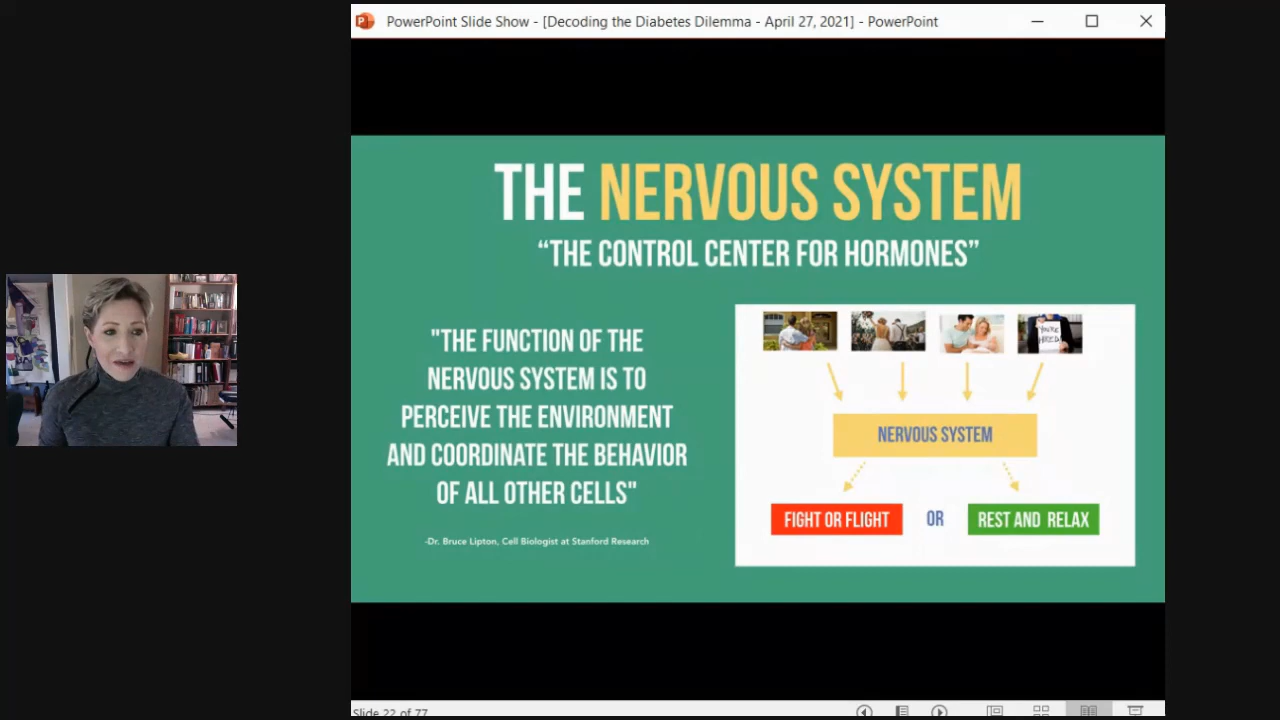 PowerPoint Slide Show - [Decoding the Diabetes Dilemma - April 27, 2021] - PowerPoint
THE NERVOUS SYSTEM
“THE CONTROL CENTER FOR HORMONES”
"THE FUNCTION OF THE
NERVOUS SYSTEM IS TO
PERCEIVE THE ENVIRONMENT
AND COORDINATE THE BEHAVIOR
OF ALL OTHER CELLS"
-Dr. Bruce Lipton, Cell Biologist at Stanford Research
YOU'RE
HIRED!
NERVOUS SYSTEM
FIGHT OR FLIGHT OR REST AND RELAX
Slide 22 of 77